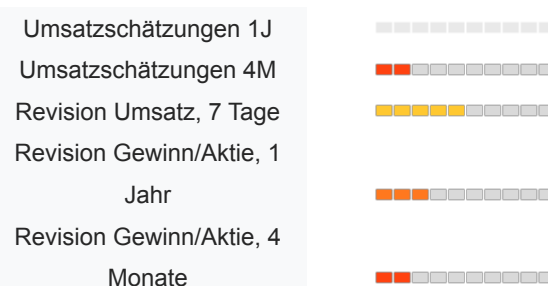 Umsatzschätzungen 1J
Umsatzschätzungen 4M
Revision Umsatz, 7 Tage
Revision Gewinn/Aktie, 1
Jahr
Revision Gewinn/Aktie, 4
Monate